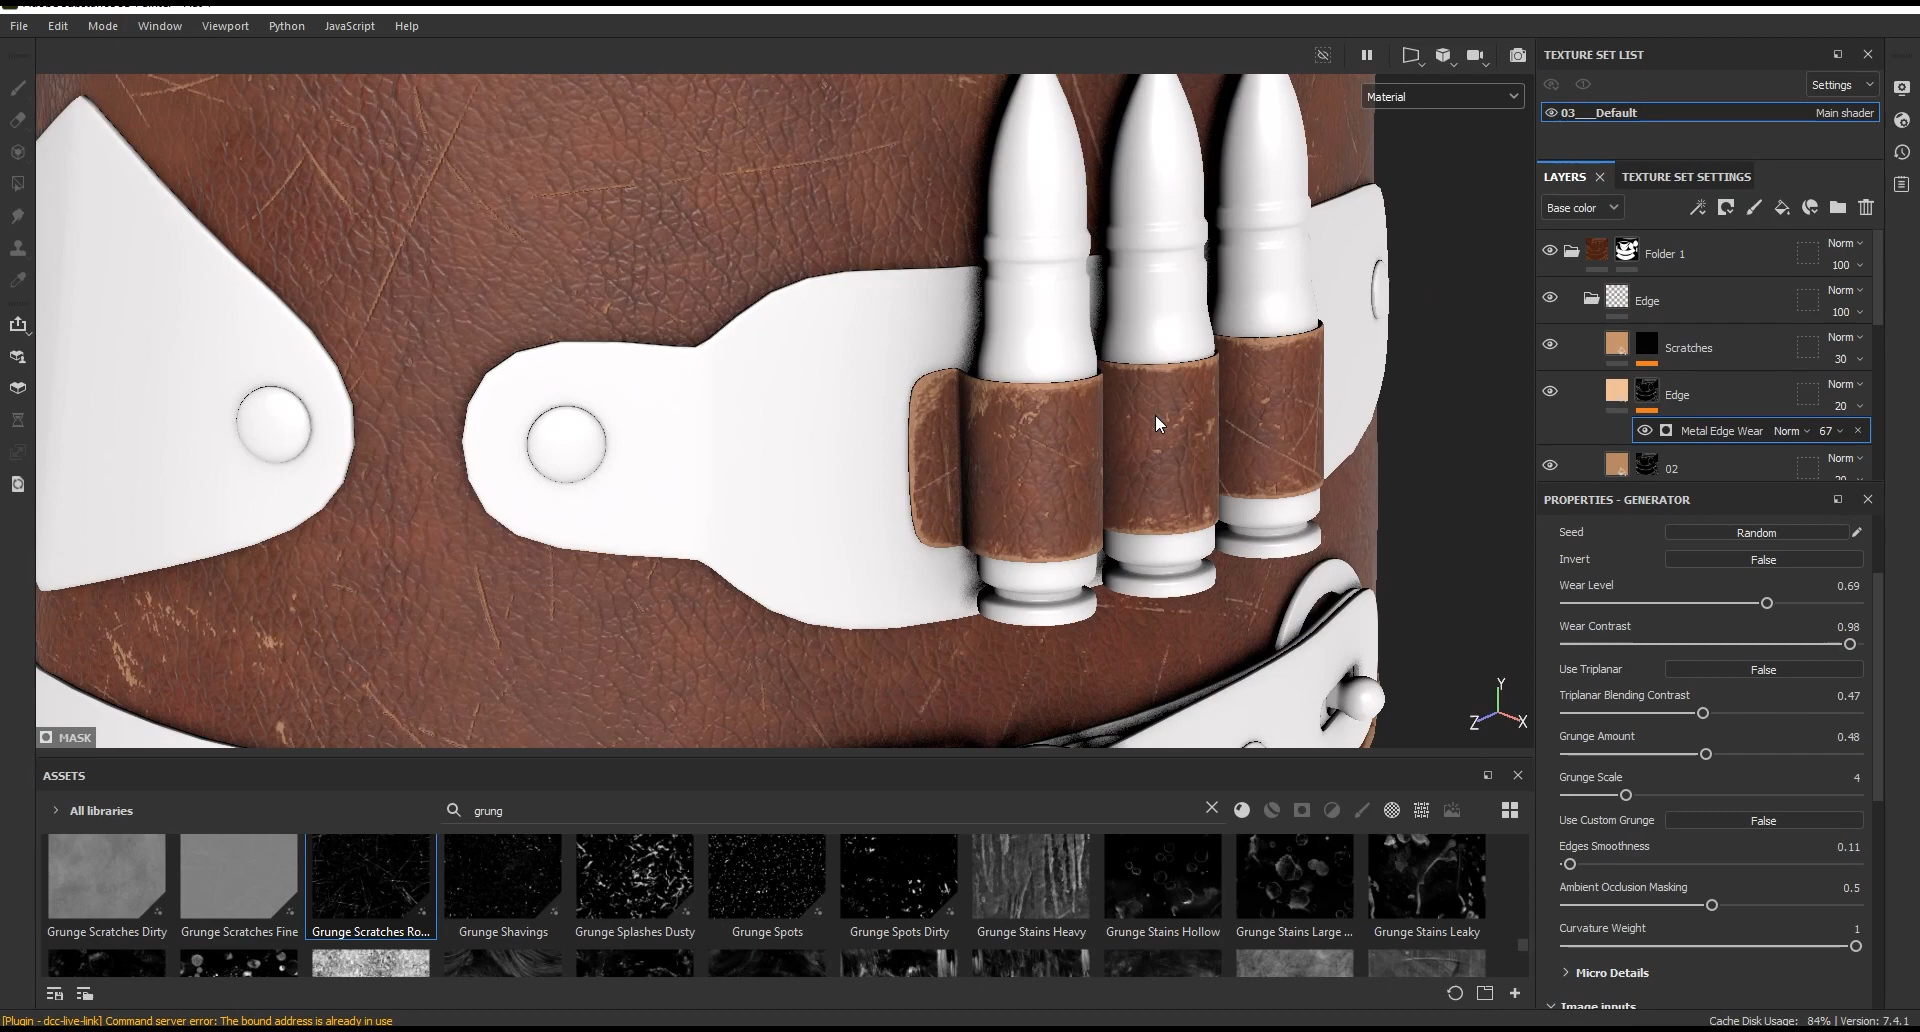 File Edit Mode Window Viewport Python JavaScript Help
Material
MASK
Y
Z X
TEXTURE SET LIST
Settings
03___Default Main shader
LAYERS TEXTURE SET SETTINGS
Base color
Norm
Folder 1
100
Norm
Edge
100
Norm
Scratches
30
Norm
Edge
20
Metal Edge Wear Norm 67
Norm
02
PROPERTIES - GENERATOR
Seed Random
Invert False
Wear Level 0.69
Wear Contrast 0.98
Use Triplanar False
Triplanar Blending Contrast 0.47
Grunge Amount 0.48
Grunge Scale 4
Use Custom Grunge False
Edges Smoothness 0.11
Ambient Occlusion Masking 0.5
Curvature Weight 1
Micro Details
Image inputs
ASSETS
All libraries
grung
Grunge Scratches Dirty Grunge Scratches Fine Grunge Scratches Ro... Grunge Shavings Grunge Splashes Dusty Grunge Spots Grunge Spots Dirty Grunge Stains Heavy Grunge Stains Hollow Grunge Stains Large ... Grunge Stains Leaky
[Plugin - dcc-live-link] Command server error: The bound address is already in use
Cache Disk Usage: 84% | Version: 7.4.1